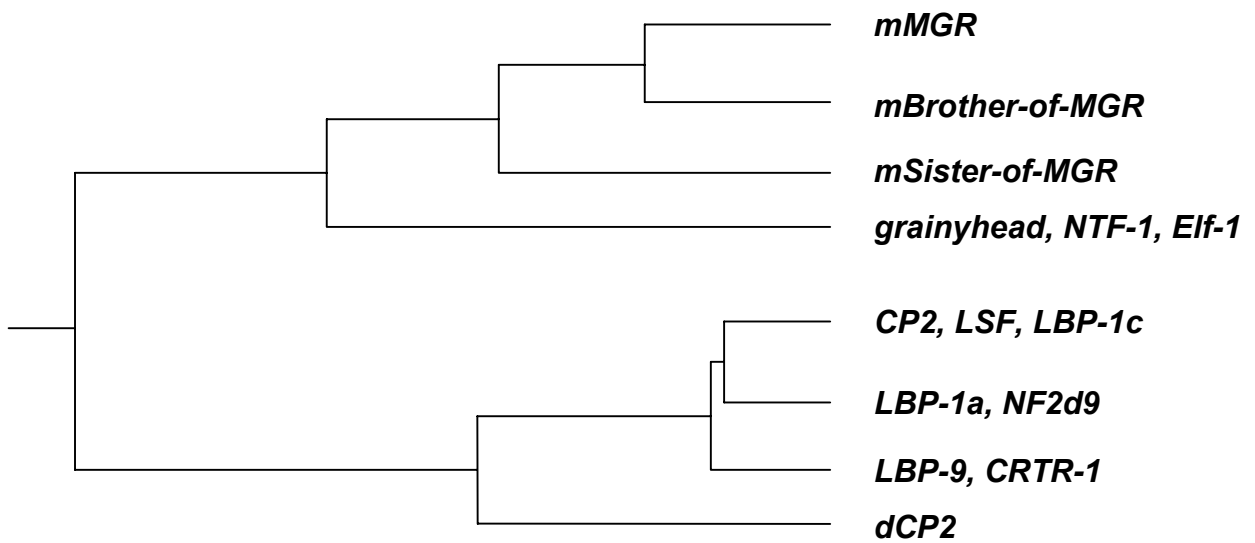 mMGR
mBrother-of-MGR
mSister-of-MGR
grainyhead, NTF-1, Elf-1
CP2, LSF, LBP-1c
LBP-1a, NF2d9
LBP-9, CRTR-1
dCP2